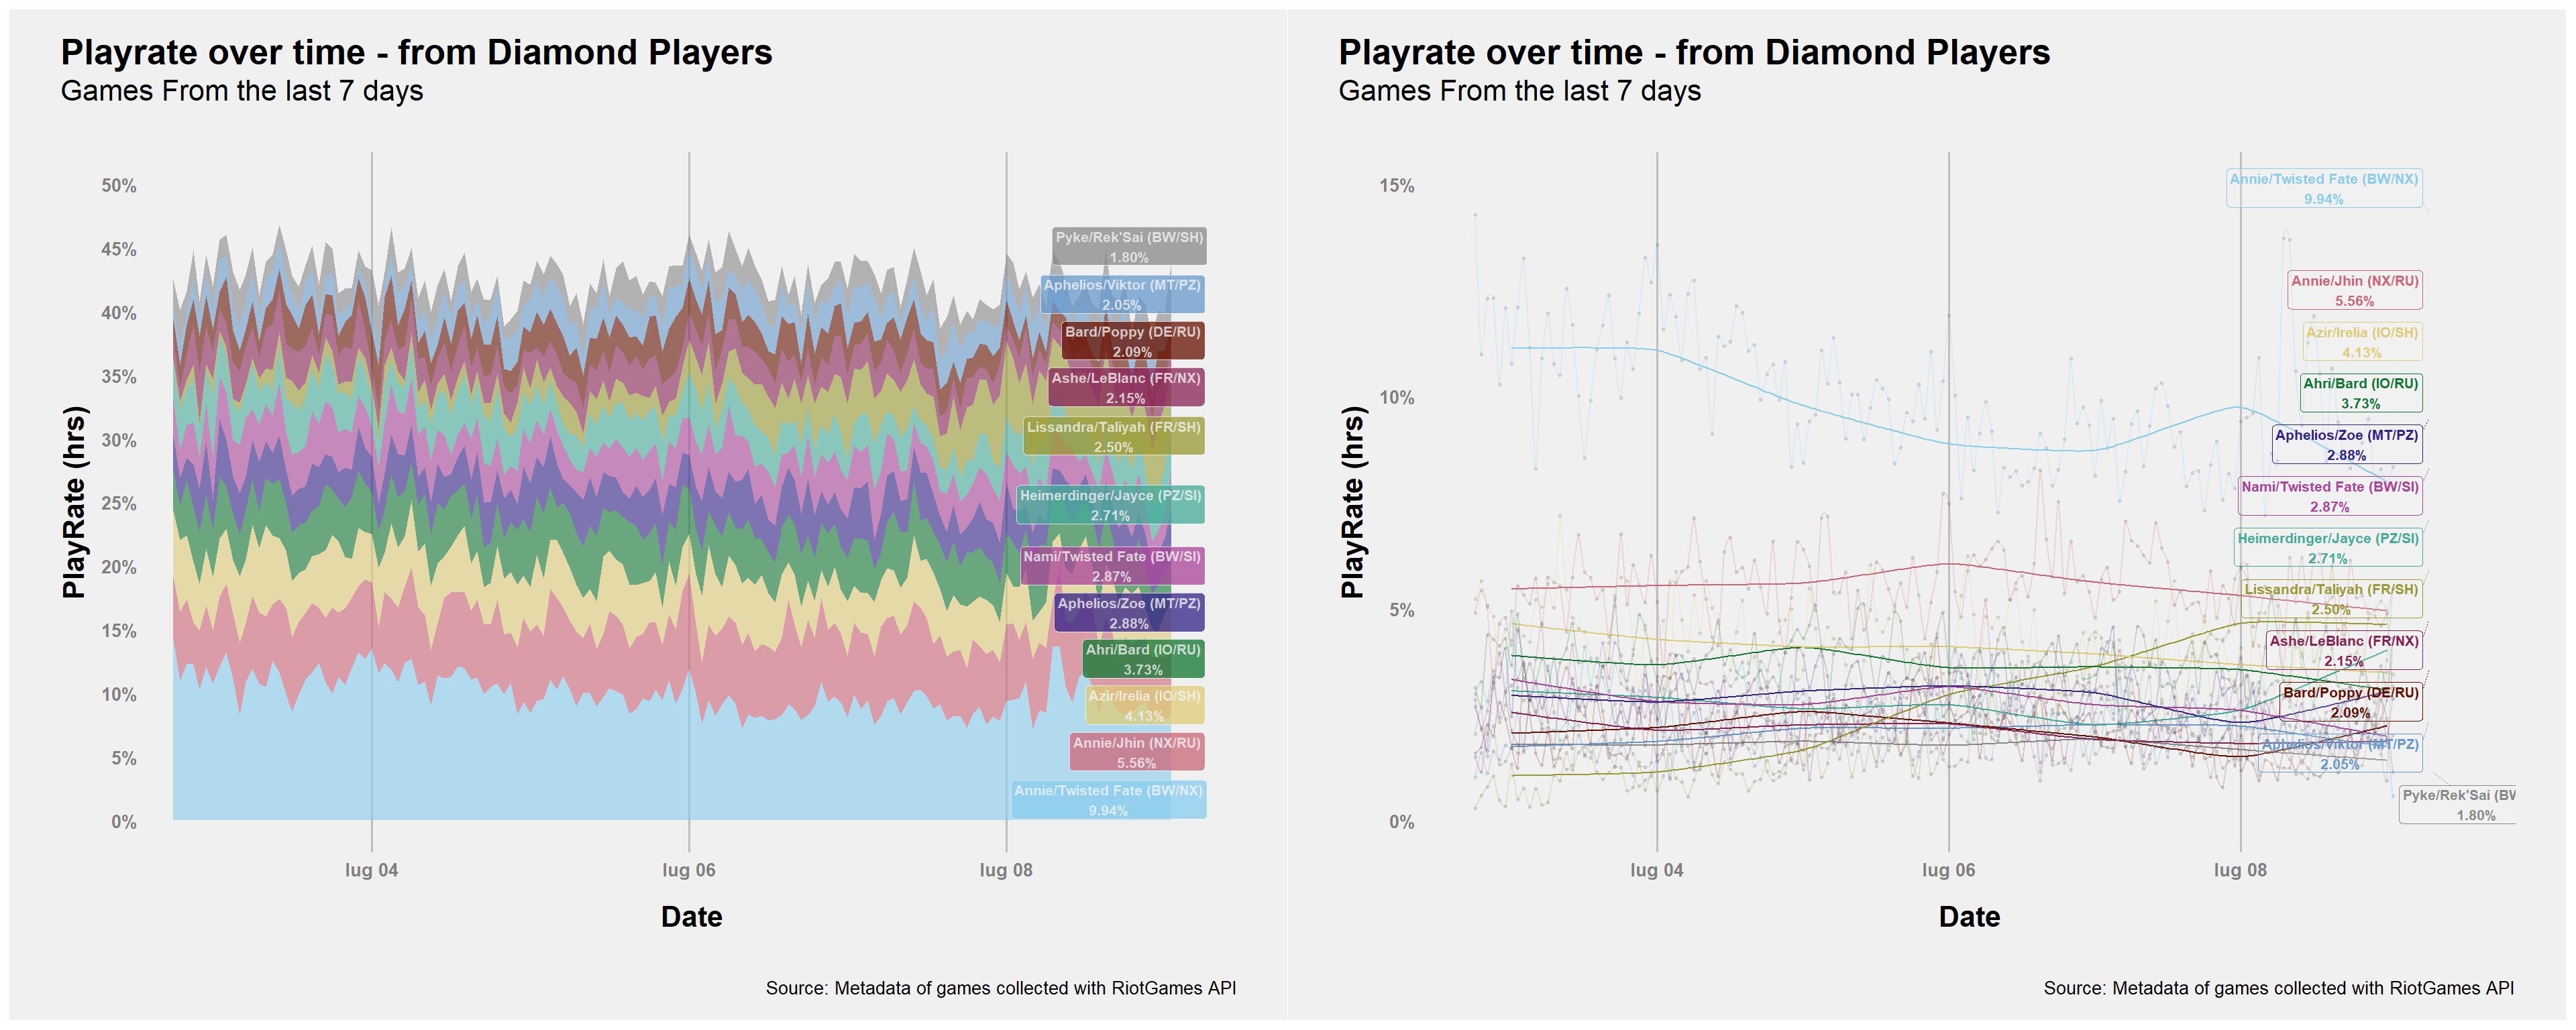 Playrate over time - from Diamond Players
Games From the last 7 days
50%
45%
40%
35%
30%
25%
20%
15%
10%
5%
0%
PlayRate (hrs)
Pyke/Rek'Sai (BW/SH)
1.80%
Aphelios/Viktor (MT/PZ)
2.05%
Bard/Poppy (DE/RU)
2.09%
Ashe/LeBlanc (FR/NX)
2.15%
Lissandra/Taliyah (FR/SH)
2.50%
Heimerdinger/Jayce (PZ/SI)
2.71%
Nami/Twisted Fate (BW/SI)
2.87%
Aphelios/Zoe (MT/PZ)
2.88%
Ahri/Bard (IO/RU)
3.73%
Azir/Irelia (IO/SH)
4.13%
Annie/Jhin (NX/RU)
5.56%
Annie/Twisted Fate (BW/NX)
9.94%
lug 04 lug 06 lug 08
Date
Source: Metadata of games collected with RiotGames API
Playrate over time - from Diamond Players
Games From the last 7 days
15%
10%
5%
0%
PlayRate (hrs)
Annie/Twisted Fate (BW/NX)
9.94%
Annie/Jhin (NX/RU)
5.56%
Azir/Irelia (IO/SH)
4.13%
Ahri/Bard (IO/RU)
3.73%
Aphelios/Zoe (MT/PZ)
2.88%
Nami/Twisted Fate (BW/SI)
2.87%
Heimerdinger/Jayce (PZ/SI)
2.71%
Lissandra/Taliyah (FR/SH)
2.50%
Ashe/LeBlanc (FR/NX)
2.15%
Bard/Poppy (DE/RU)
2.09%
Aphelios/Viktor (MT/PZ)
2.05%
Pyke/Rek'Sai (BW
1.80%
lug 04 lug 06 lug 08
Date
Source: Metadata of games collected with RiotGames API